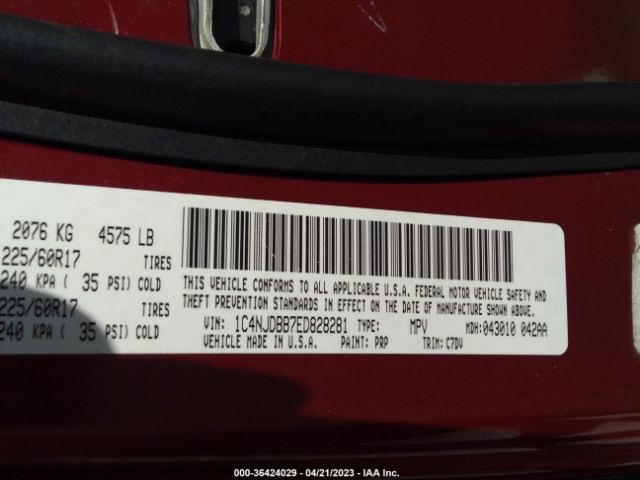 2076 KG 4575 LB
225/60R17 TIRES
240 KPA ( 35 PSI) COLD
225/60R17 TIRES
240 KPA ( 35 PSI) COLD
THIS VEHICLE CONFORMS TO ALL APPLICABLE U.S.A. FEDERAL MOTOR VEHICLE SAFETY AND
THEFT PREVENTION STANDARDS IN EFFECT ON THE DATE OF MANUFACTURE SHOWN ABOVE.
VIN: 1C4NJDBB7ED828281 TYPE: MPV MDH: 043010 042AA
VEHICLE MADE IN U.S.A. PAINT: PRP TRIM: C7DV
000-36424029 - 04/21/2023 - IAA Inc.